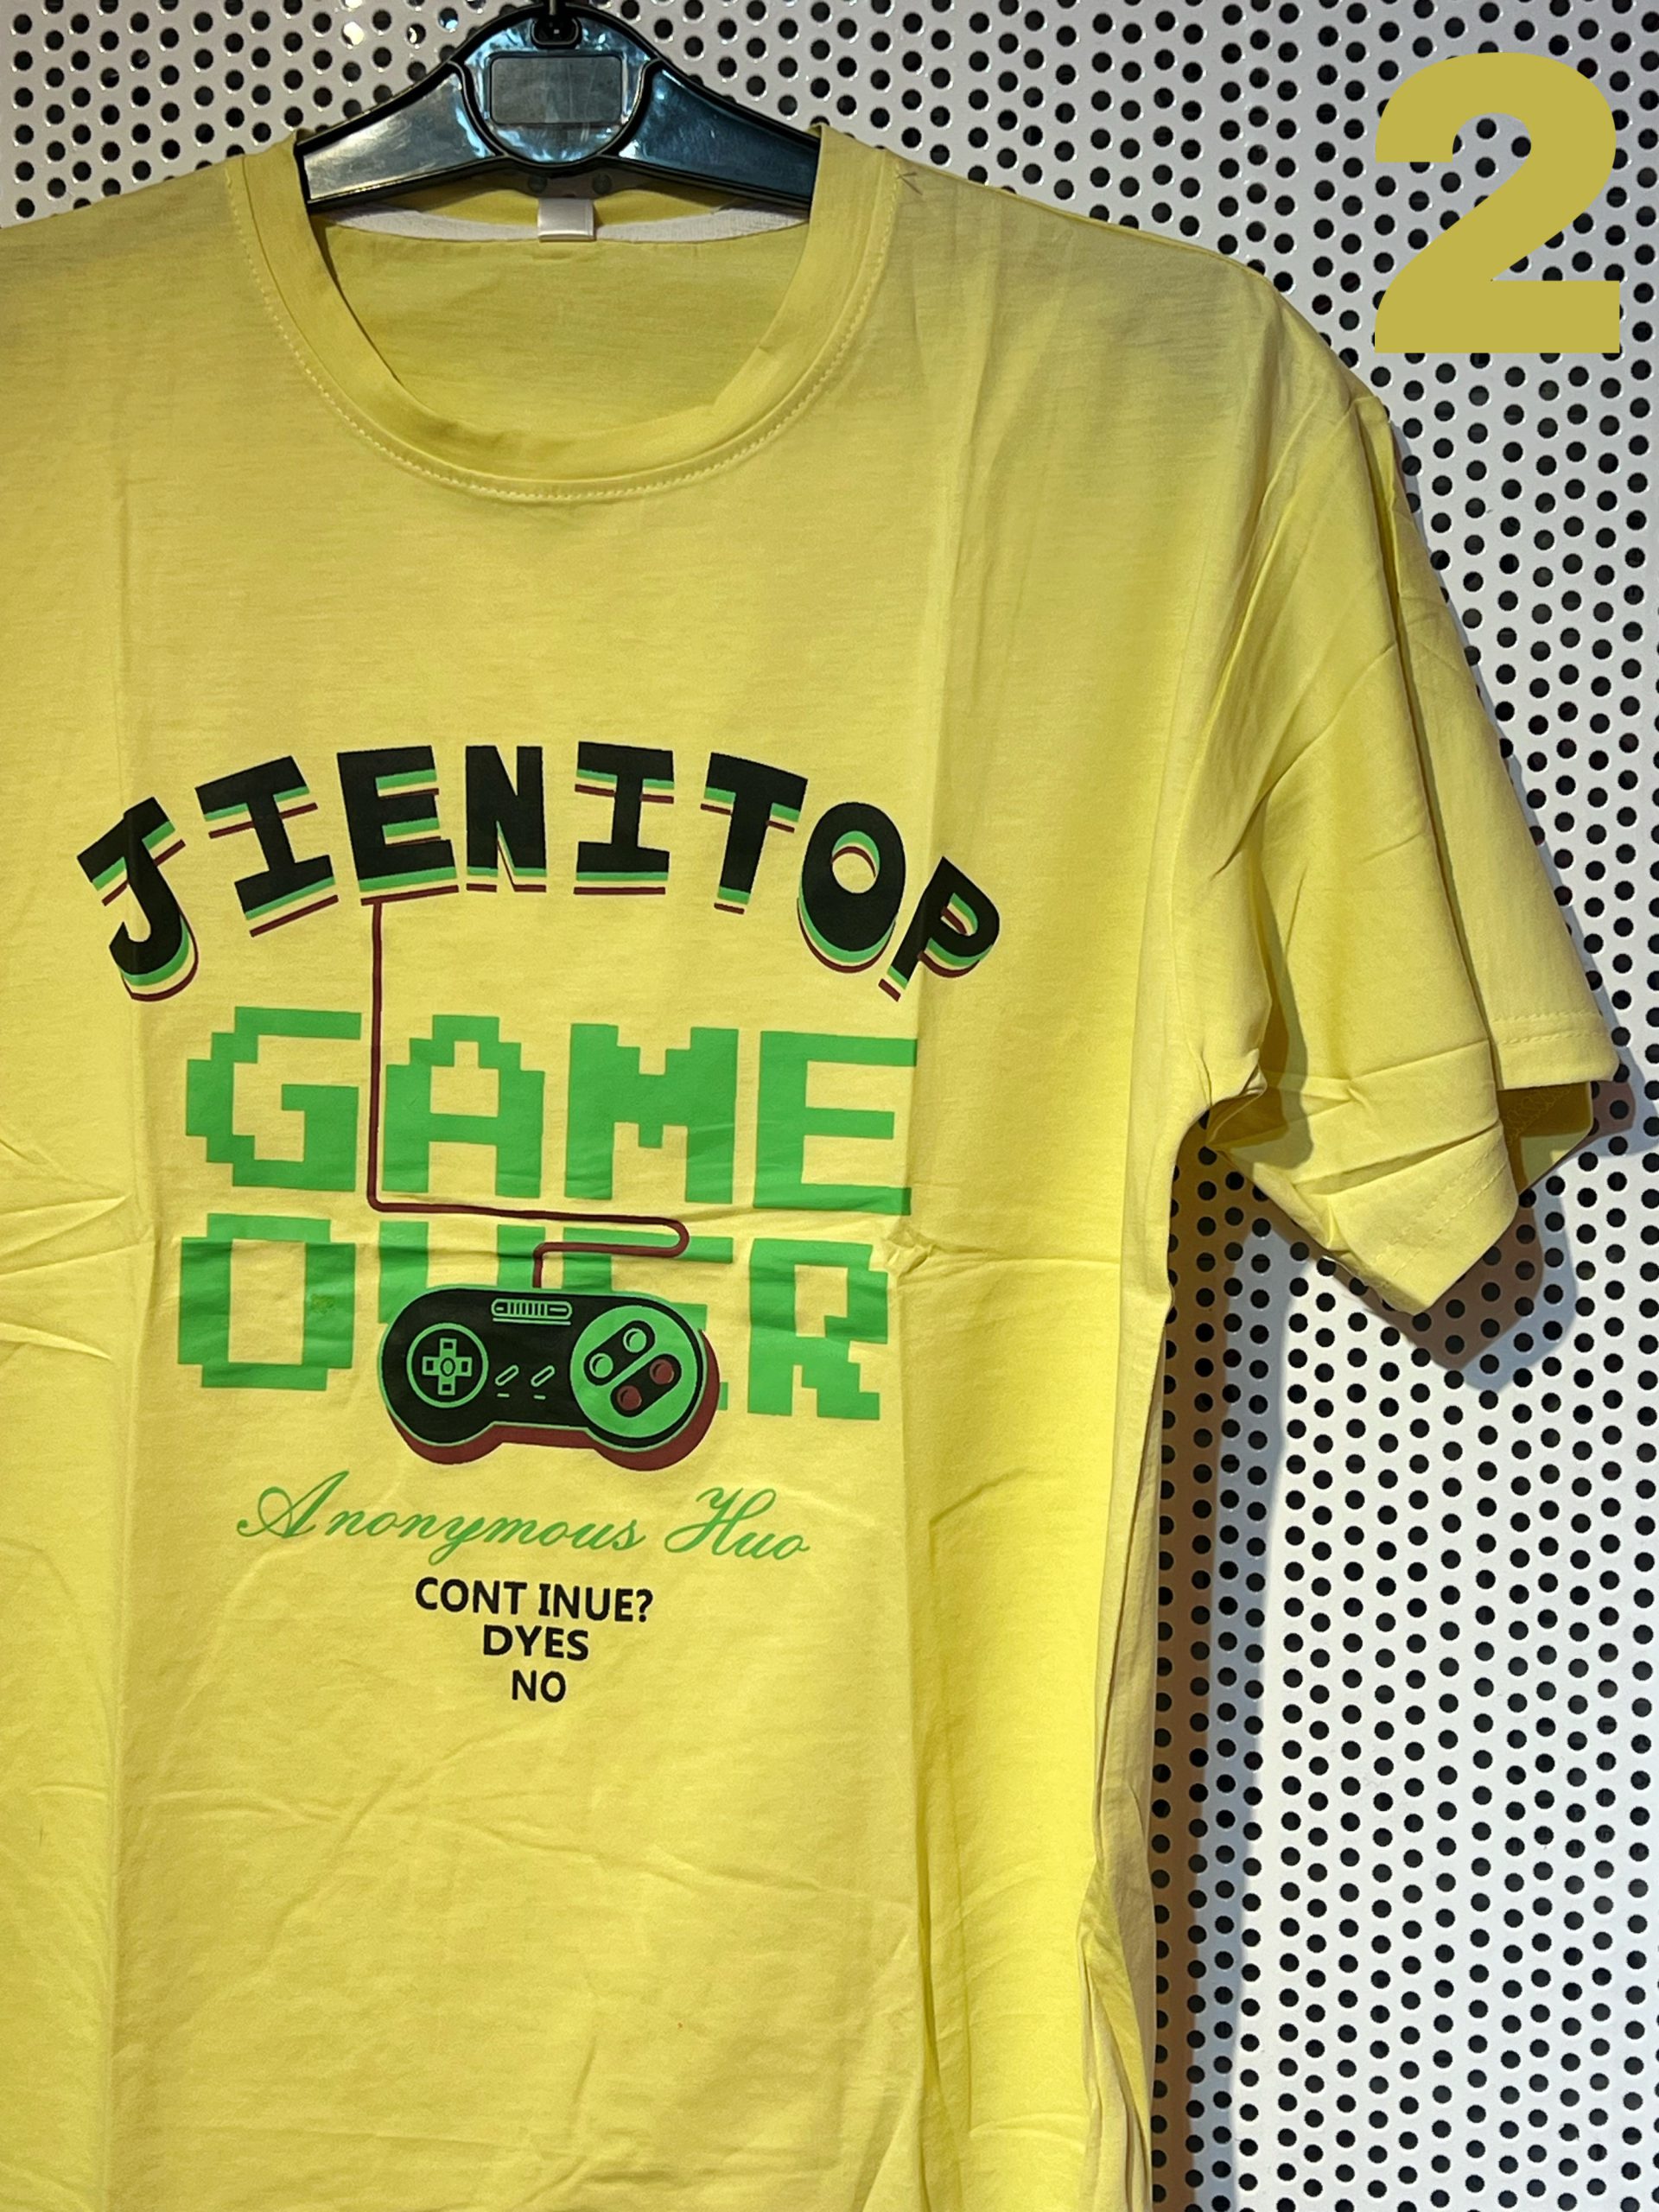 2
JIENITOP
GAME
OVER
Anonymous Huo
CONT INUE?
DYES
NO